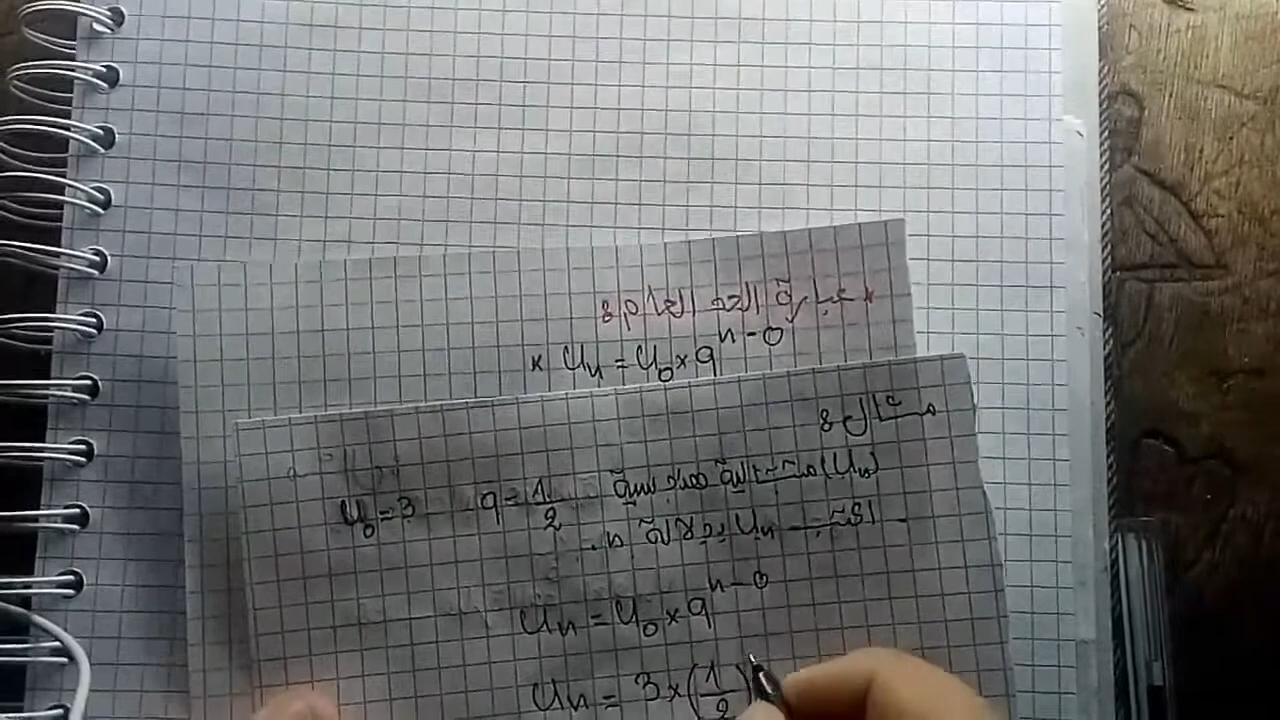 * عبارة الحد العام :
* Un = U0 × q^(n-0)
مثال :
(Un) متتالية هندسية q = 1/2 U0 = 3
- اكتب Un بدلالة n.
Un = U0 × q^(n-0)
Un = 3 × (1/2)